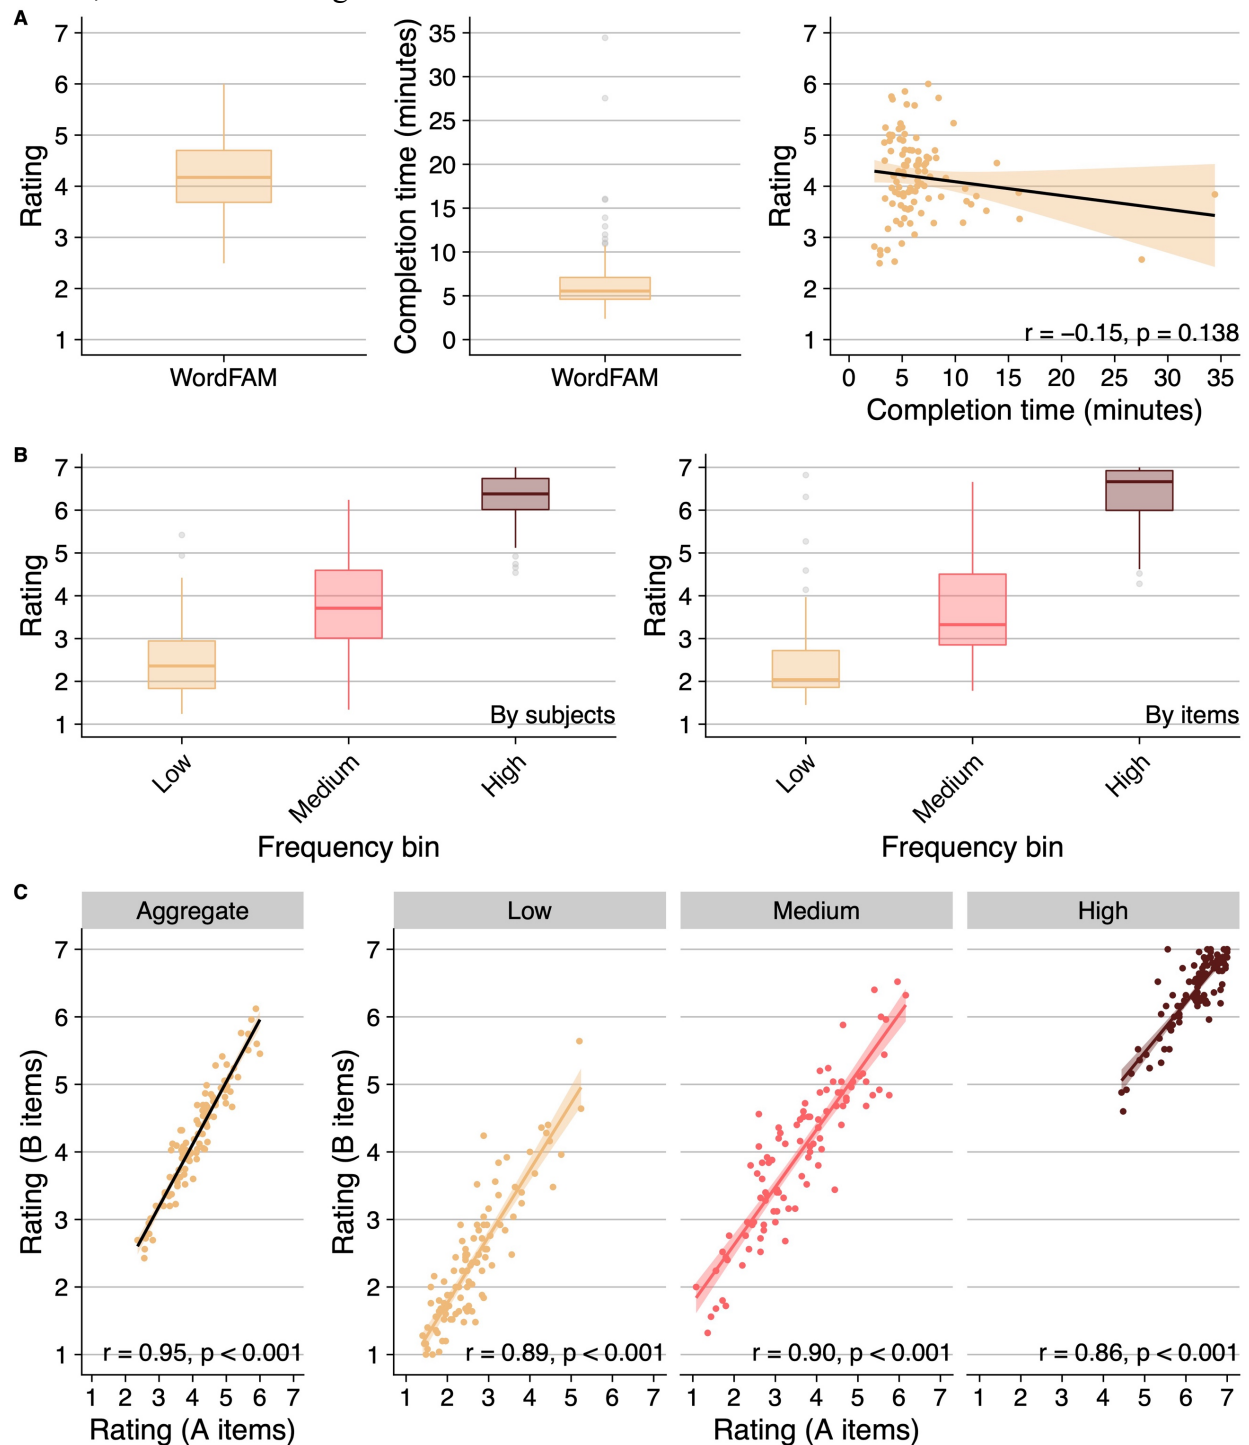 A
7
6
5
4
3
2
1
Rating
WordFAM
35
30
25
20
15
10
5
0
Completion time (minutes)
WordFAM
7
6
5
4
3
2
1
Rating
r = −0.15, p = 0.138
0 5 10 15 20 25 30 35
Completion time (minutes)
B
7
6
5
4
3
2
1
Rating
By subjects
Low Medium High
Frequency bin
7
6
5
4
3
2
1
Rating
By items
Low Medium High
Frequency bin
C
Aggregate
7
6
5
4
3
2
1
Rating (B items)
r = 0.95, p < 0.001
1 2 3 4 5 6 7
Rating (A items)
Low Medium High
7
6
5
4
3
2
1
Rating (B items)
r = 0.89, p < 0.001 r = 0.90, p < 0.001 r = 0.86, p < 0.001
1 2 3 4 5 6 7 1 2 3 4 5 6 7 1 2 3 4 5 6 7
Rating (A items)